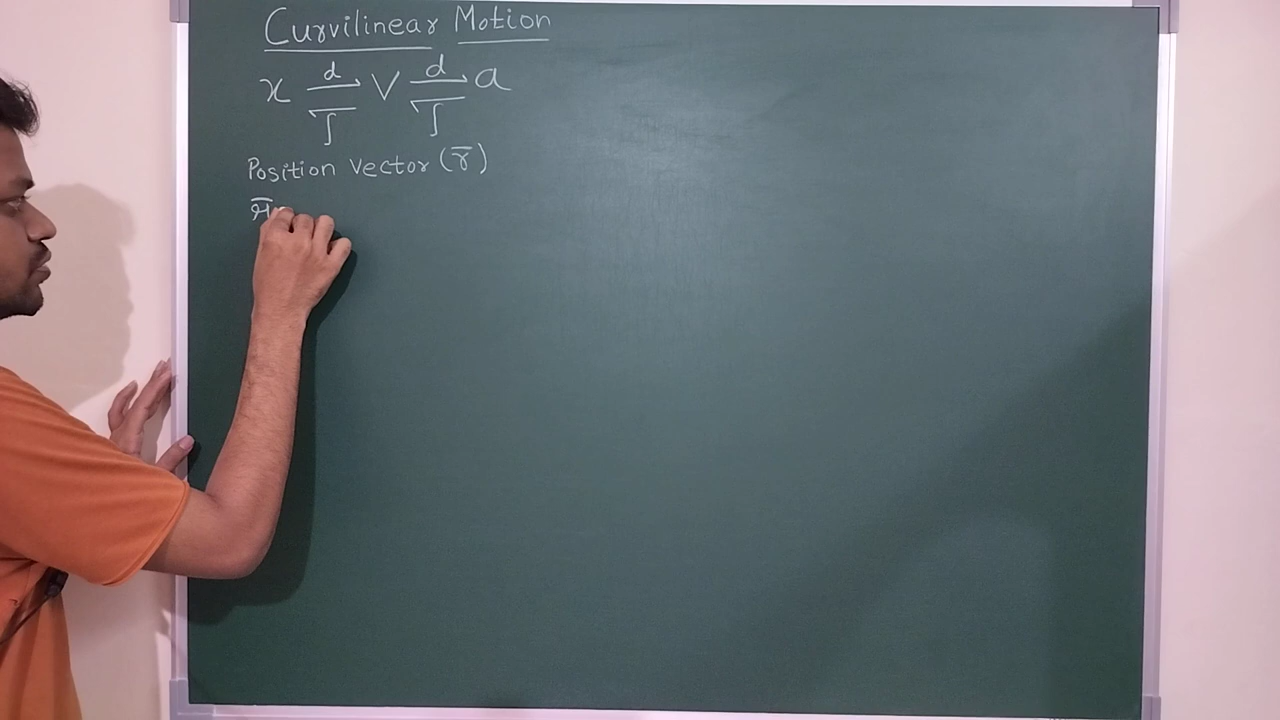 Curvilinear Motion
x d⇀ ↽∫ V d⇀ ↽∫ a
Position Vector (r̄)
r̄